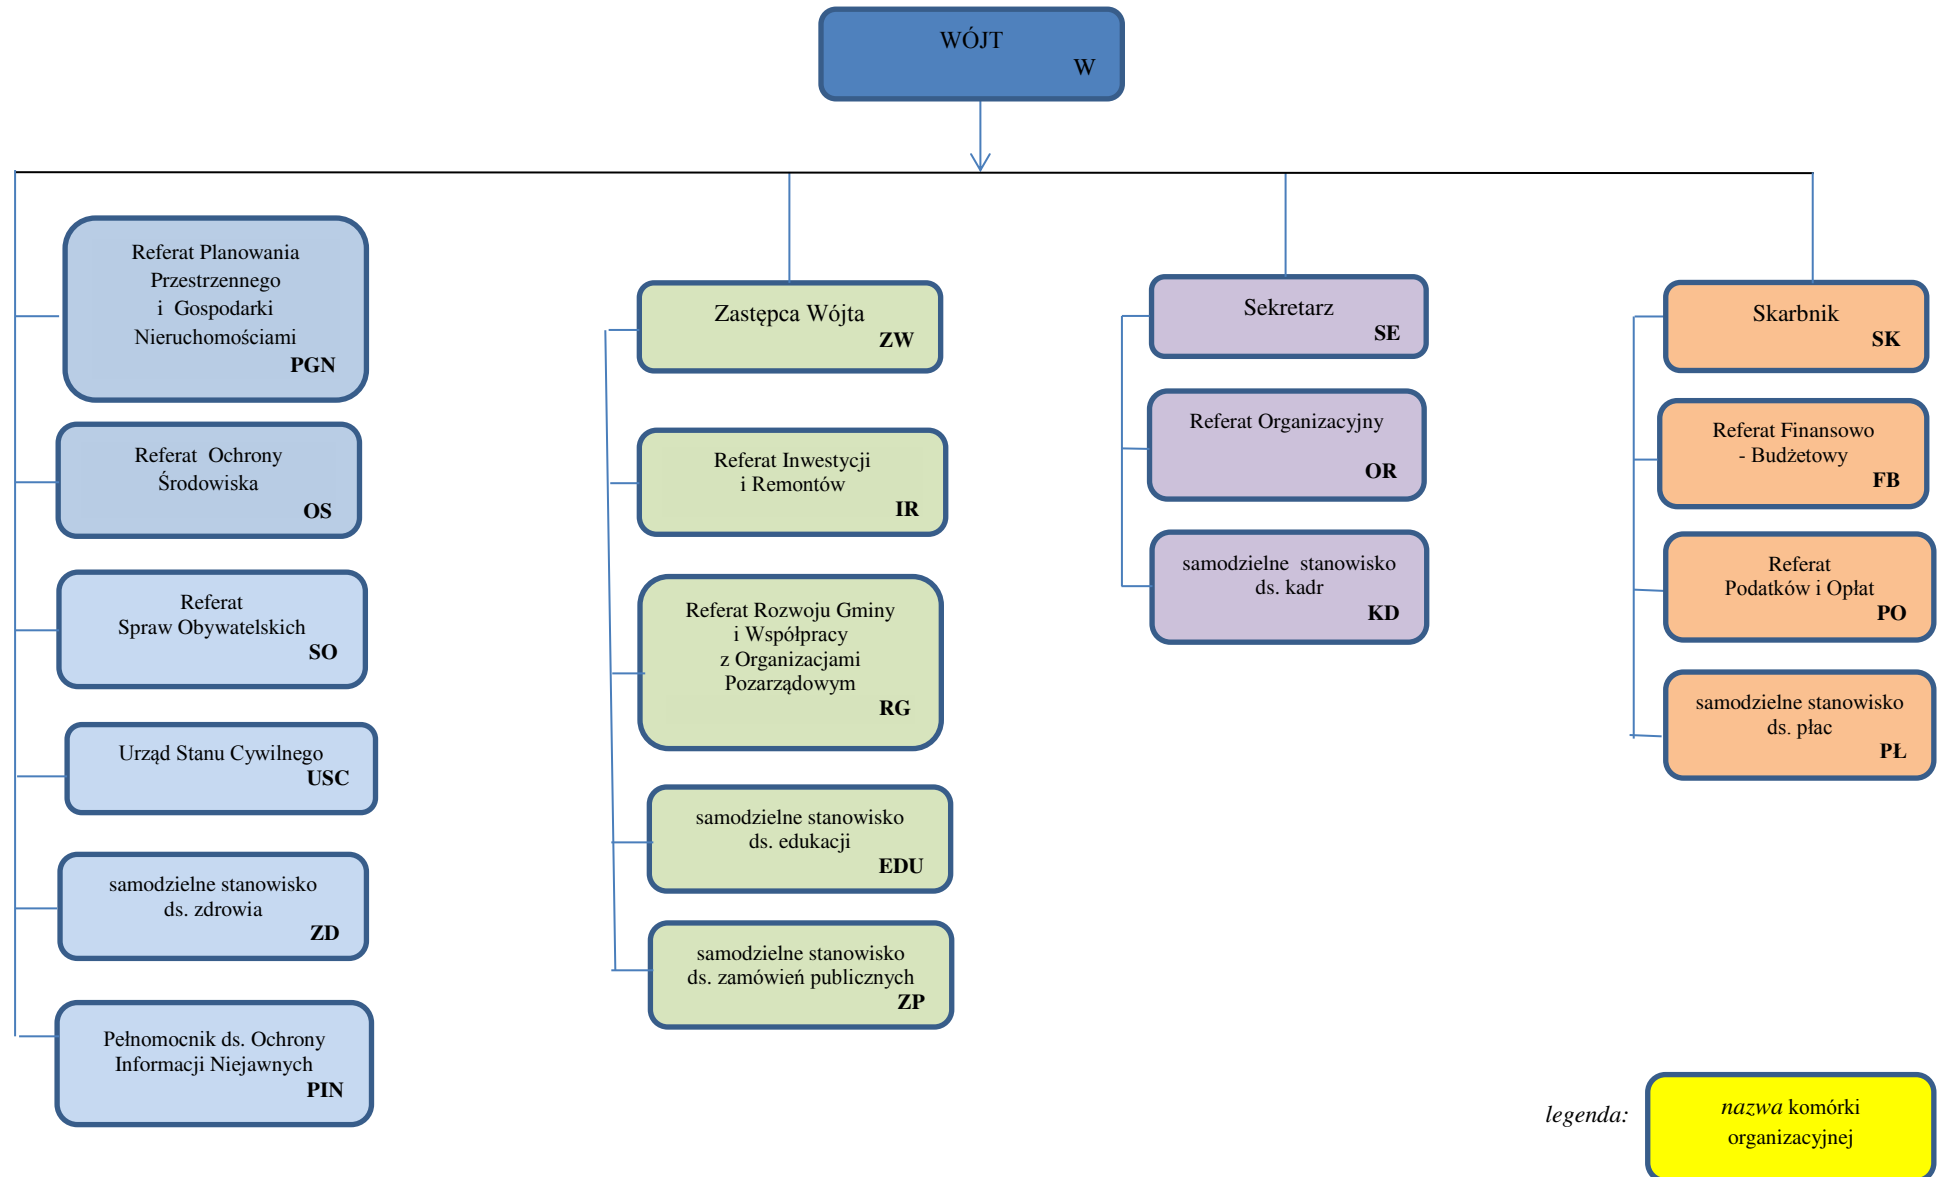 WÓJT
W
Referat Planowania
Przestrzennego
i Gospodarki
Nieruchomościami
PGN
Referat Ochrony
Środowiska
OS
Referat
Spraw Obywatelskich
SO
Urząd Stanu Cywilnego
USC
samodzielne stanowisko
ds. zdrowia
ZD
Pełnomocnik ds. Ochrony
Informacji Niejawnych
PIN
Zastępca Wójta
ZW
Referat Inwestycji
i Remontów
IR
Referat Rozwoju Gminy
i Współpracy
z Organizacjami
Pozarządowym
RG
samodzielne stanowisko
ds. edukacji
EDU
samodzielne stanowisko
ds. zamówień publicznych
ZP
Sekretarz
SE
Referat Organizacyjny
OR
samodzielne stanowisko
ds. kadr
KD
Skarbnik
SK
Referat Finansowo
- Budżetowy
FB
Referat
Podatków i Opłat
PO
samodzielne stanowisko
ds. płac
PŁ
legenda:
nazwa komórki
organizacyjnej